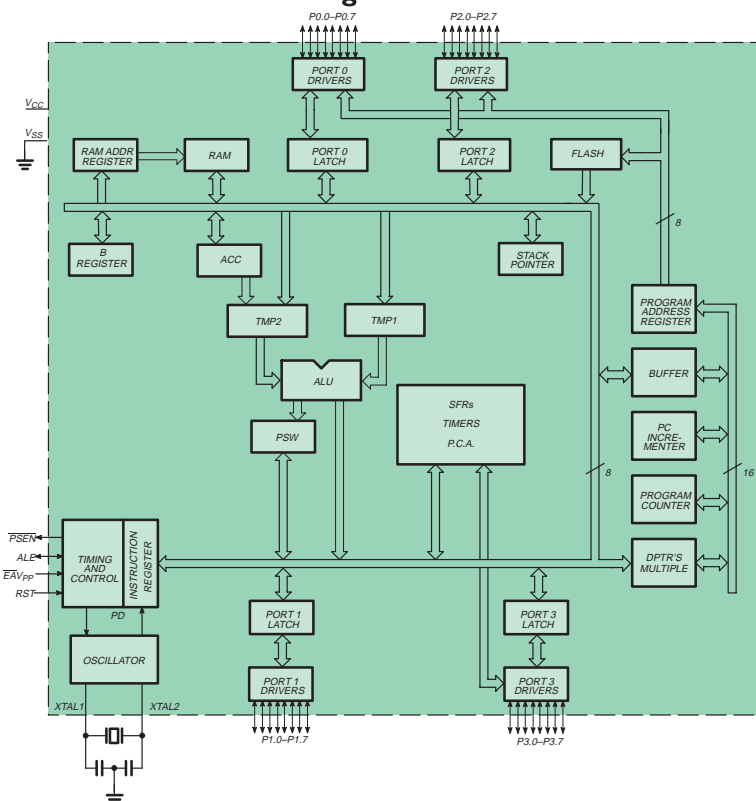 P0.0–P0.7
P2.0–P2.7
PORT 0
DRIVERS
PORT 2
DRIVERS
VCC
VSS
RAM ADDR
REGISTER
RAM
PORT 0
LATCH
PORT 2
LATCH
FLASH
8
B
REGISTER
ACC
STACK
POINTER
PROGRAM
ADDRESS
REGISTER
TMP2
TMP1
ALU
BUFFER
SFRs
TIMERS
P.C.A.
PSW
PC
INCRE-
MENTER
8
16
PROGRAM
COUNTER
PSEN
ALE
EAVPP
RST
TIMING
AND
CONTROL
INSTRUCTION
REGISTER
DPTR'S
MULTIPLE
PD
PORT 1
LATCH
PORT 3
LATCH
OSCILLATOR
PORT 1
DRIVERS
PORT 3
DRIVERS
XTAL1
XTAL2
P1.0–P1.7
P3.0–P3.7